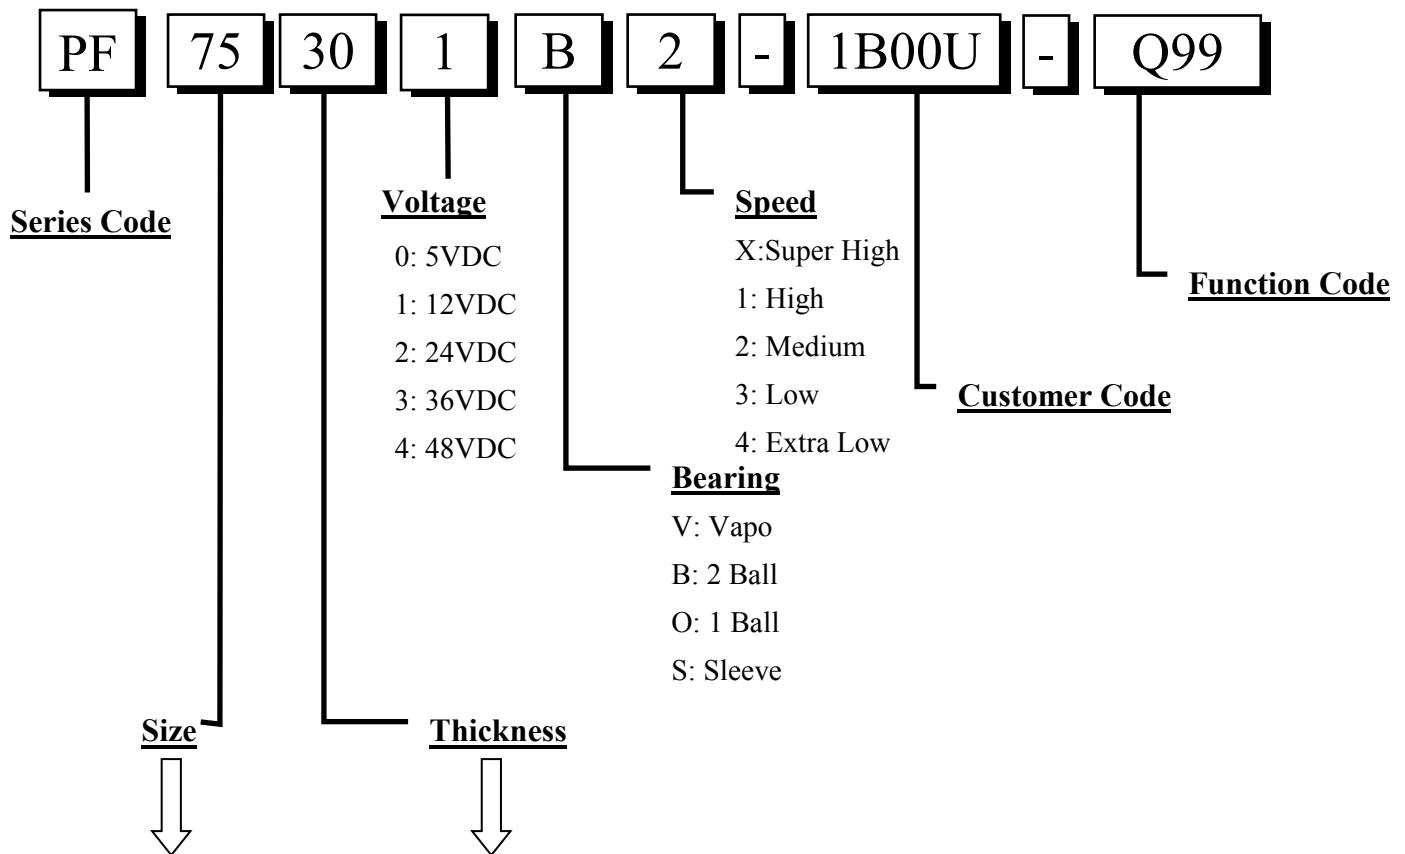 PF 75 30 1 B 2 - 1B00U - Q99
Series Code
Voltage
0: 5VDC
1: 12VDC
2: 24VDC
3: 36VDC
4: 48VDC
Speed
X:Super High
1: High
2: Medium
3: Low
4: Extra Low
Function Code
Customer Code
Bearing
V: Vapo
B: 2 Ball
O: 1 Ball
S: Sleeve
Size
Thickness